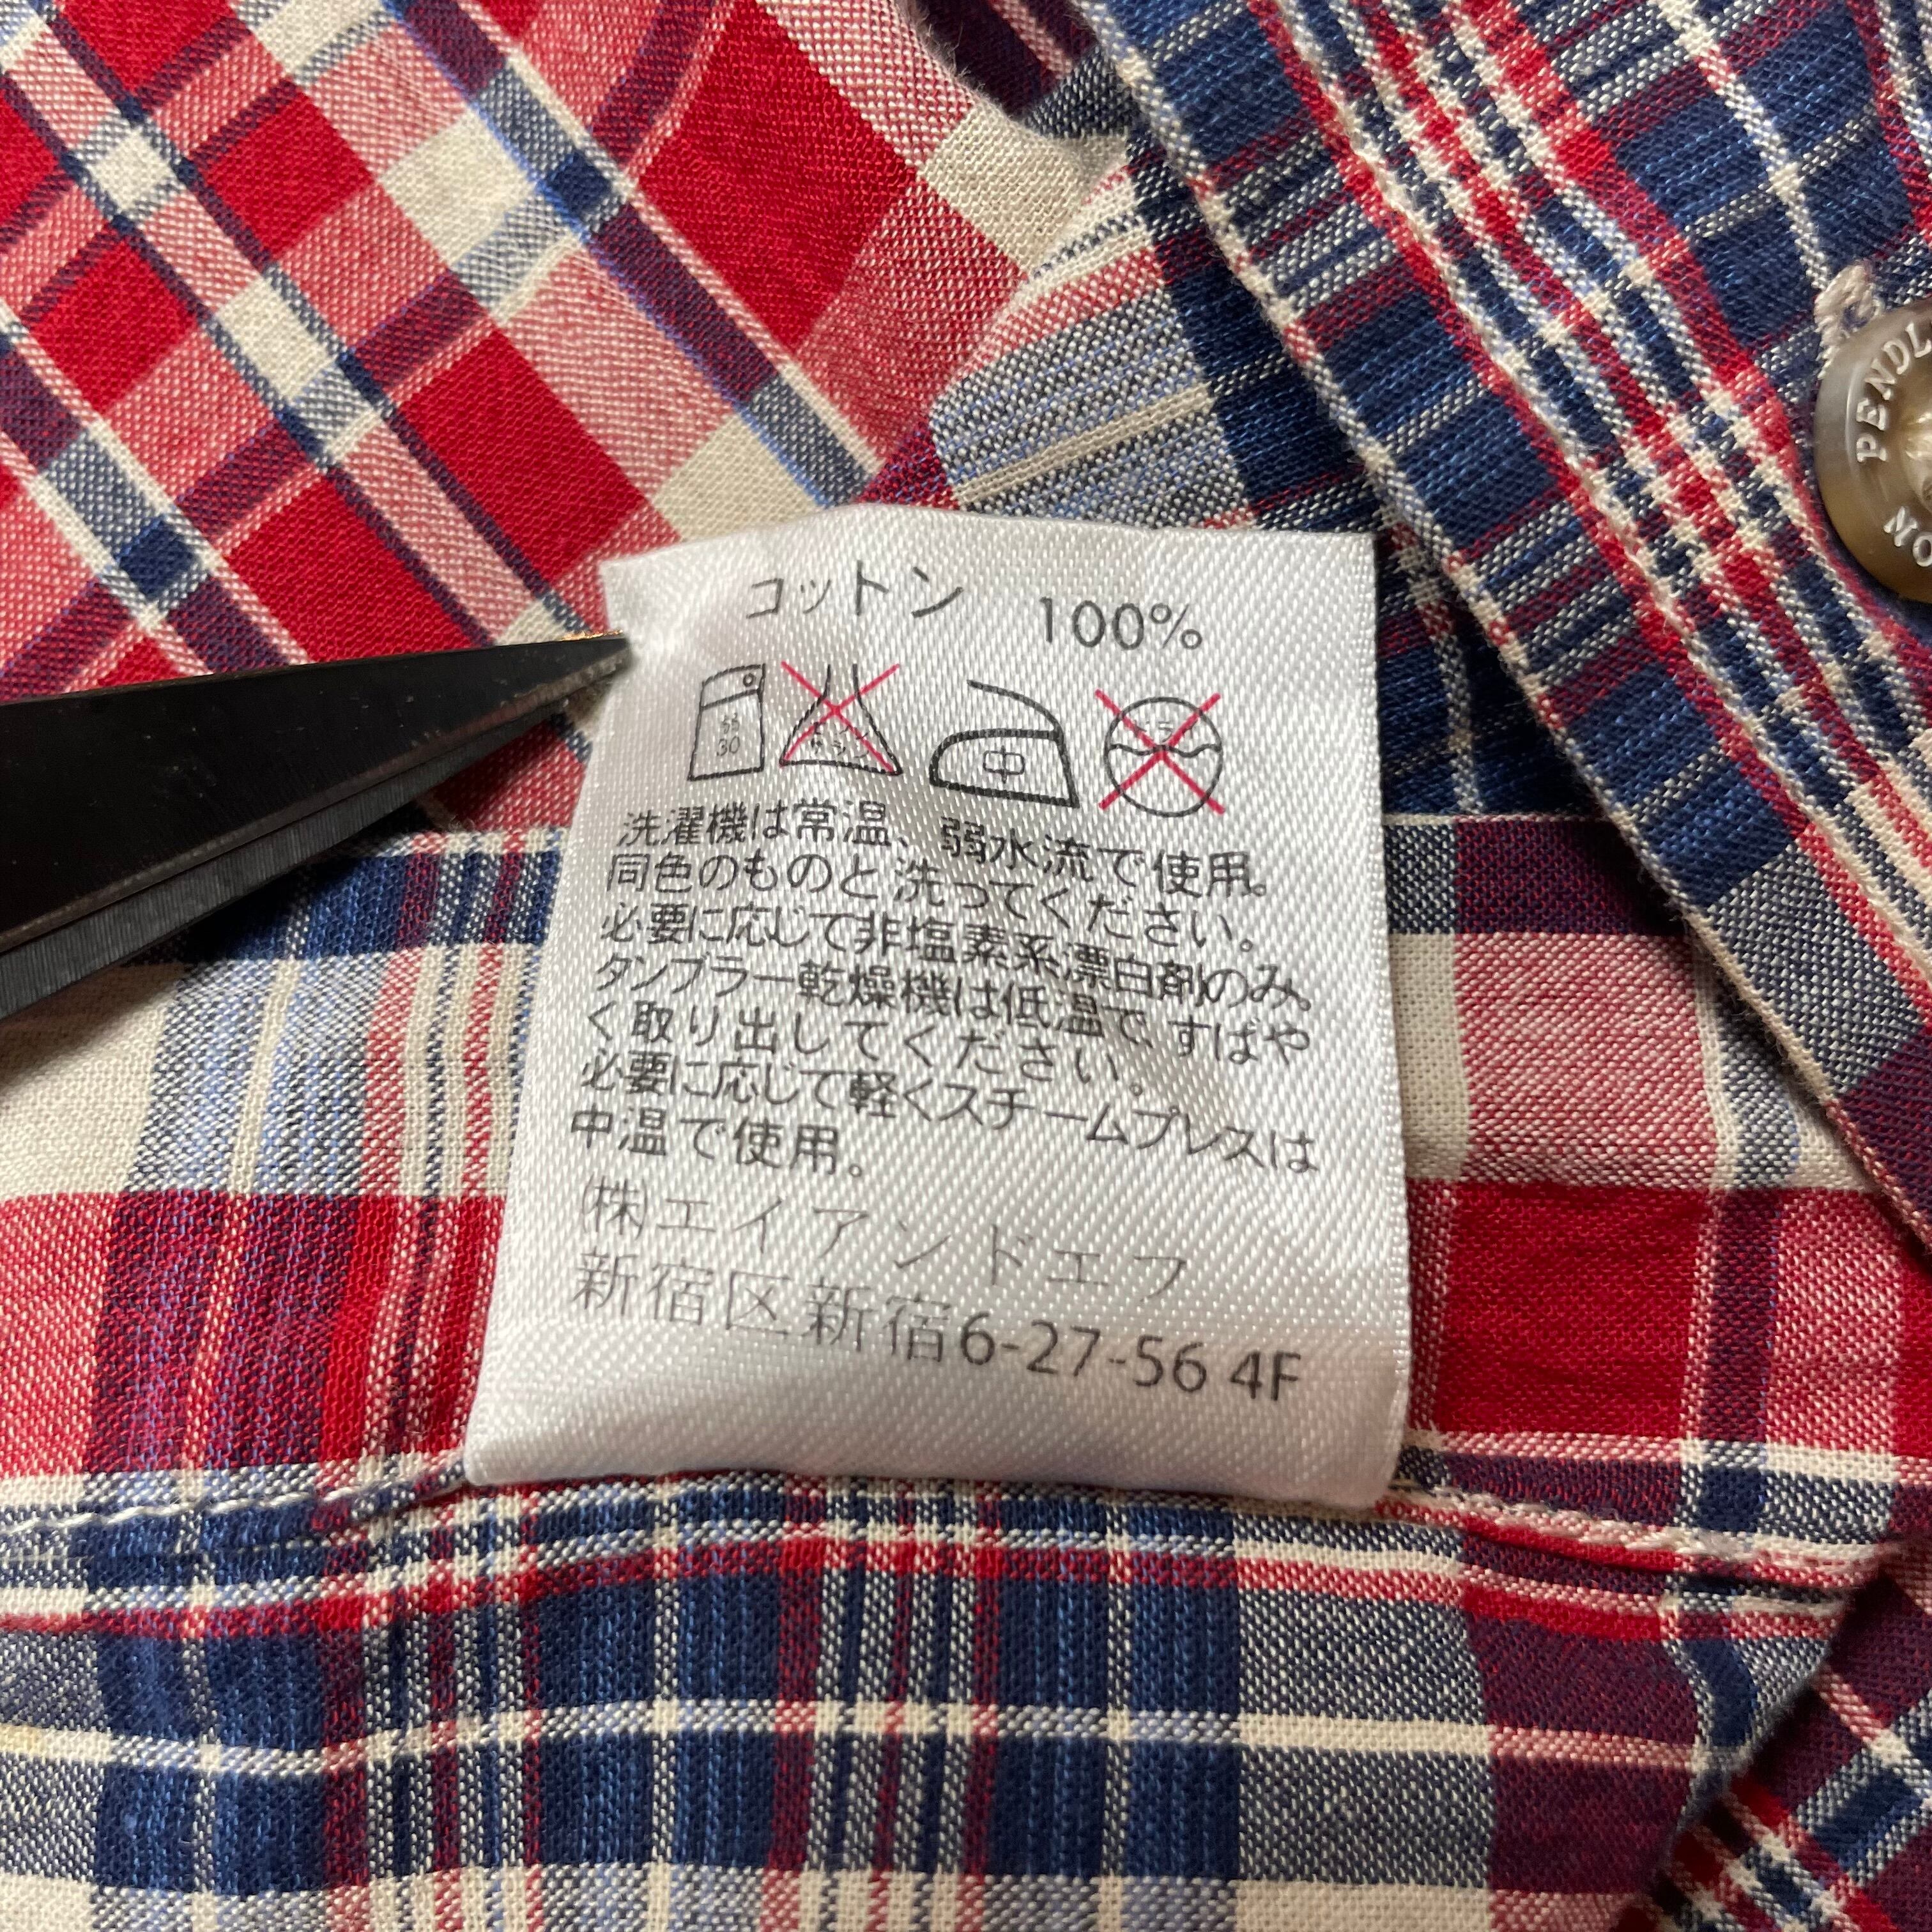 コットン 100%
30
中
洗濯機は常温、弱水流で使用。
同色のものと洗ってください。
必要に応じて非塩素系漂白剤のみ。
タンブラー乾燥機は低温で、すばや
く取り出してください。
必要に応じて軽くスチームプレスは
中温で使用。
㈱エイアンドエフ
新宿区新宿6-27-56 4F
PENDL
ON